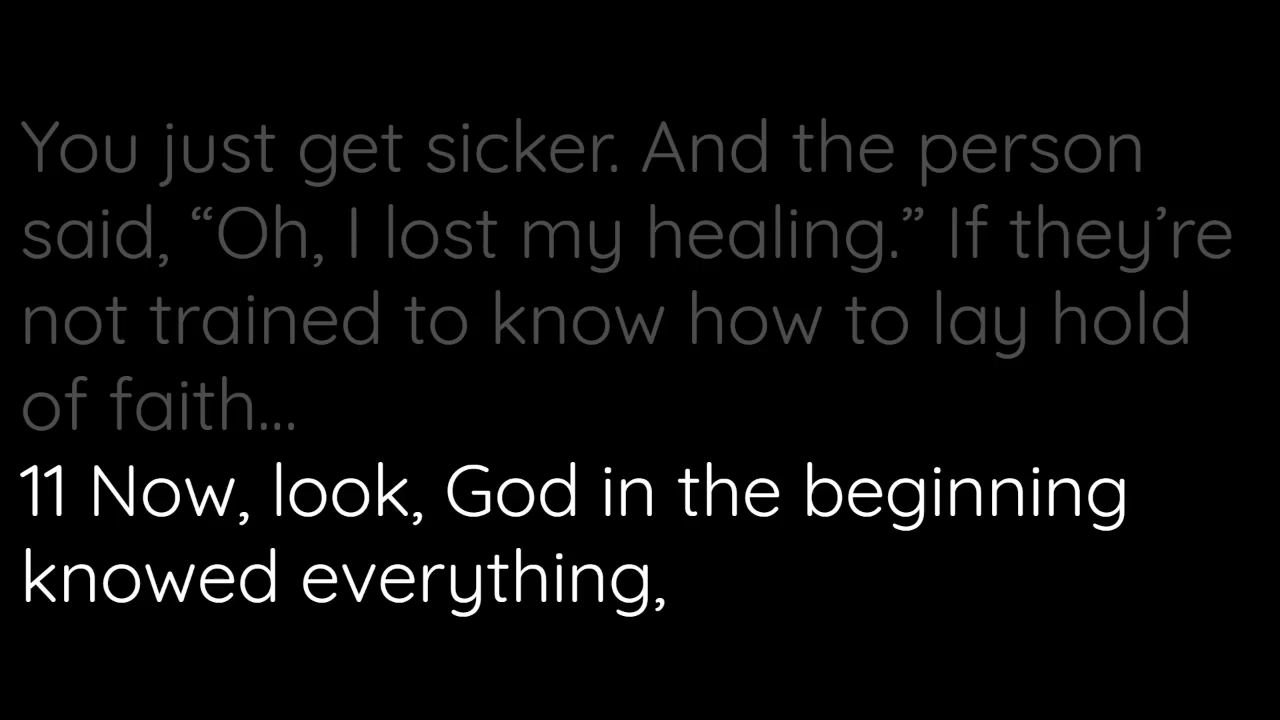 You just get sicker. And the person
said, “Oh, I lost my healing.” If they’re
not trained to know how to lay hold
of faith...
11 Now, look, God in the beginning
knowed everything,